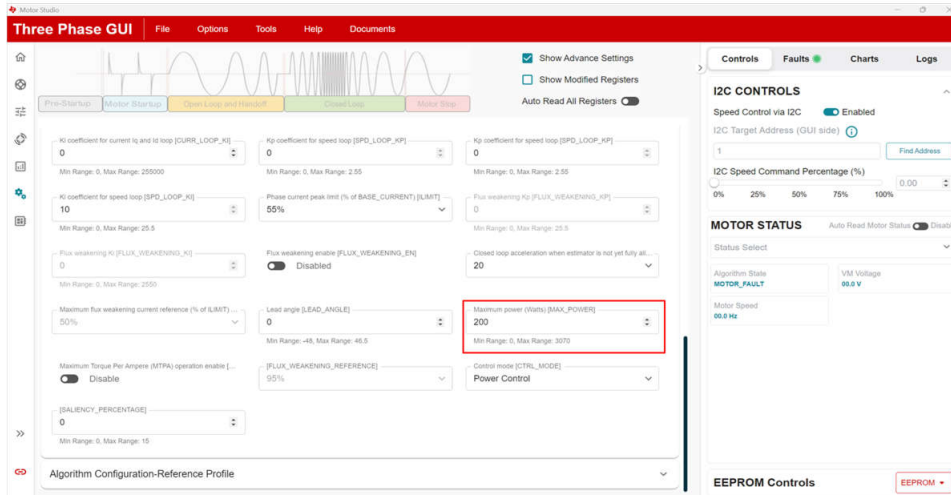 Motor Studio
Three Phase GUI File Options Tools Help Documents
Show Advance Settings
Show Modified Registers
Auto Read All Registers
Pre-Startup Motor Startup Open Loop and Handoff Closed Loop Motor Stop
Ki coefficient for current Iq and Id loop [CURR_LOOP_KI]
0
Min Range: 0, Max Range: 255000
Kp coefficient for speed loop [SPD_LOOP_KP]
0
Min Range: 0, Max Range: 2.55
Kp coefficient for speed loop [SPD_LOOP_KP]
0
Min Range: 0, Max Range: 2.55
Ki coefficient for speed loop [SPD_LOOP_KI]
10
Min Range: 0, Max Range: 25.5
Phase current peak limit (% of BASE_CURRENT) [ILIMIT]
55%
Flux weakening Kp [FLUX_WEAKENING_KP]
0
Min Range: 0, Max Range: 25.5
Flux weakening Ki [FLUX_WEAKENING_KI]
0
Min Range: 0, Max Range: 2550
Flux weakening enable [FLUX_WEAKENING_EN]
Disabled
Closed loop acceleration when estimator is not yet fully ali...
20
Maximum flux weakening current reference (% of ILIMIT) ...
50%
Lead angle [LEAD_ANGLE]
0
Min Range: -48, Max Range: 46.5
Maximum power (Watts) [MAX_POWER]
200
Min Range: 0, Max Range: 3070
Maximum Torque Per Ampere (MTPA) operation enable [...
Disable
[FLUX_WEAKENING_REFERENCE]
95%
Control mode [CTRL_MODE]
Power Control
[SALIENCY_PERCENTAGE]
0
Min Range: 0, Max Range: 15
Algorithm Configuration-Reference Profile
Controls Faults Charts Logs
I2C CONTROLS
Speed Control via I2C Enabled
I2C Target Address (GUI side)
1 Find Address
I2C Speed Command Percentage (%)
0.00
0% 25% 50% 75% 100%
MOTOR STATUS Auto Read Motor Status Disab
Status Select
Algorithm State
MOTOR_FAULT
VM Voltage
00.0 V
Motor Speed
00.0 Hz
EEPROM Controls EEPROM